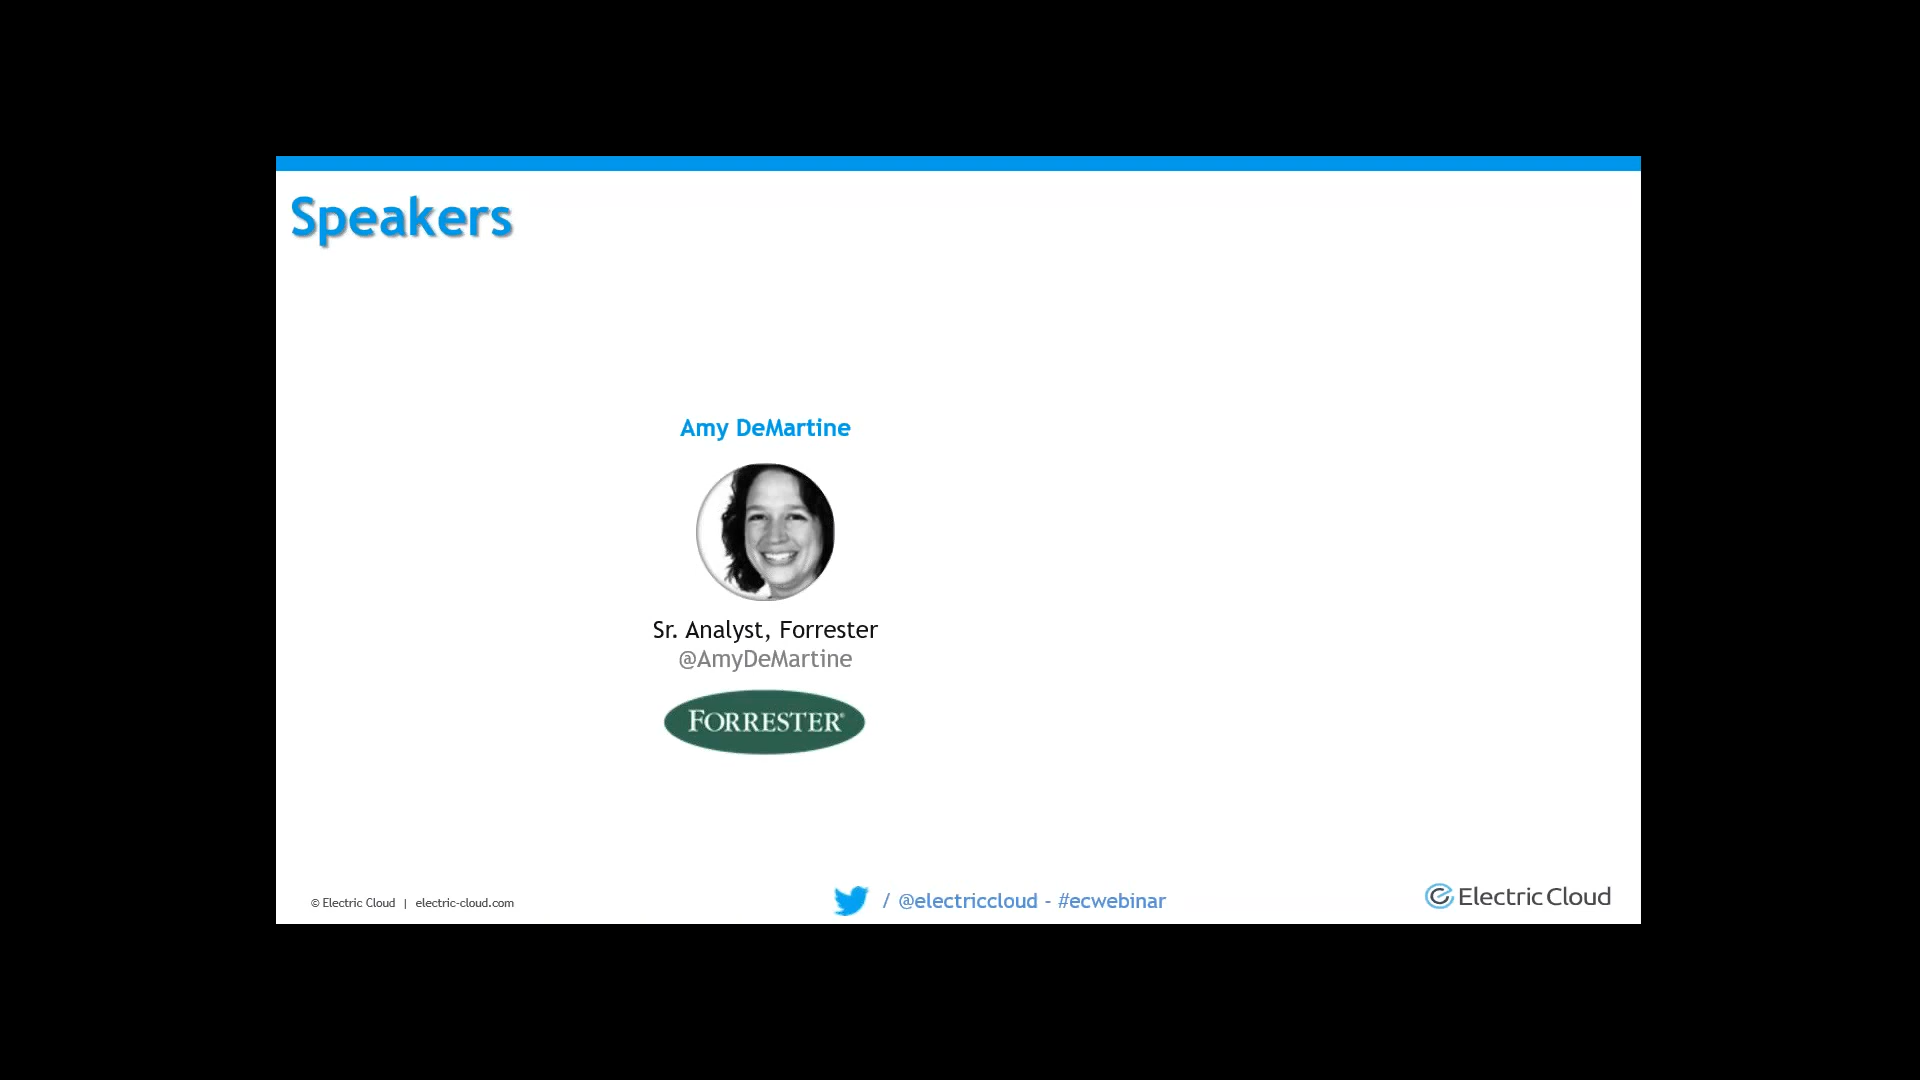 Speakers
Amy DeMartine
Sr. Analyst, Forrester
@AmyDeMartine
FORRESTER®
© Electric Cloud | electric-cloud.com
/ @electriccloud - #ecwebinar
Electric Cloud